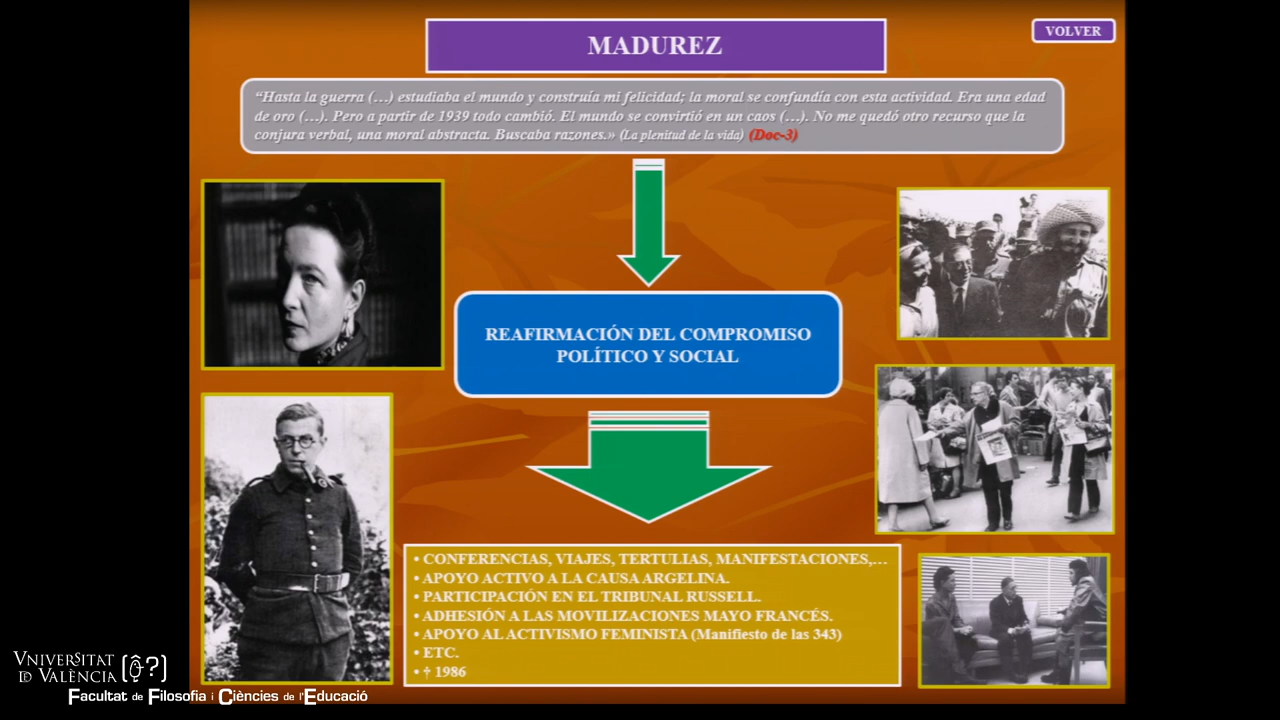 MADUREZ
VOLVER
“Hasta la guerra (…) estudiaba el mundo y construía mi felicidad; la moral se confundía con esta actividad. Era una edad
de oro (…). Pero a partir de 1939 todo cambió. El mundo se convirtió en un caos (…). No me quedó otro recurso que la
conjura verbal, una moral abstracta. Buscaba razones.» (La plenitud de la vida) (Doc-3)
REAFIRMACIÓN DEL COMPROMISO
POLÍTICO Y SOCIAL
• CONFERENCIAS, VIAJES, TERTULIAS, MANIFESTACIONES,…
• APOYO ACTIVO A LA CAUSA ARGELINA.
• PARTICIPACIÓN EN EL TRIBUNAL RUSSELL.
• ADHESIÓN A LAS MOVILIZACIONES MAYO FRANCÉS.
• APOYO AL ACTIVISMO FEMINISTA (Manifiesto de las 343)
• ETC.
• † 1986
VNIVERSITAT
DE VALÈNCIA
Facultat de Filosofia i Ciències de l'Educació